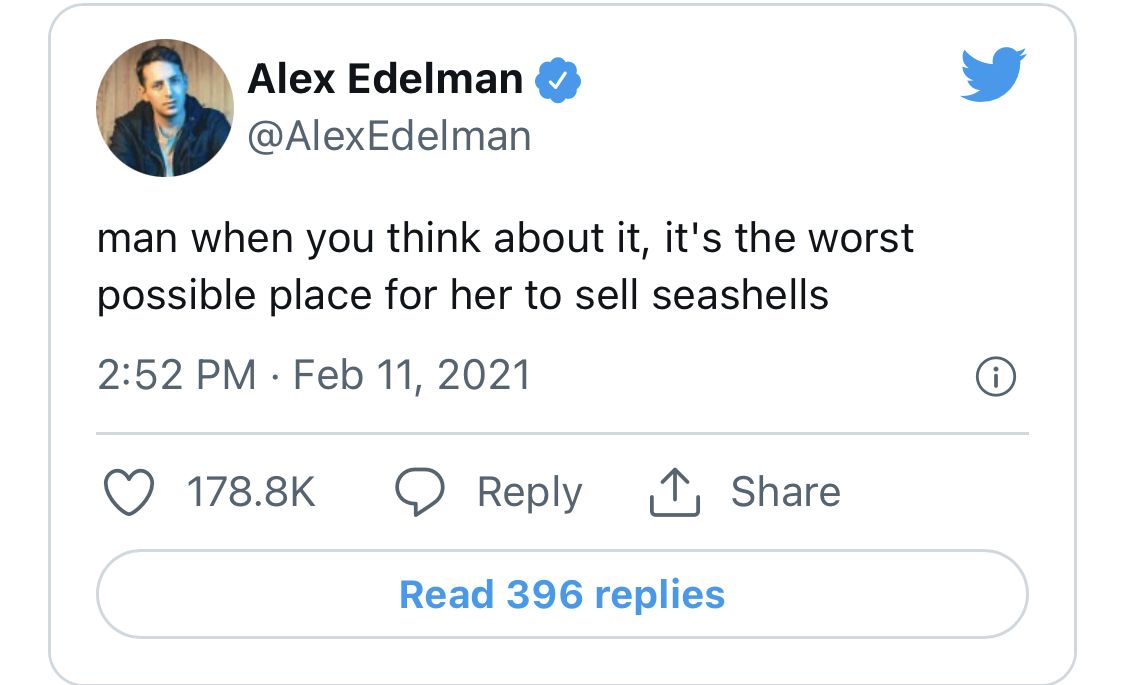 Alex Edelman
@AlexEdelman
man when you think about it, it's the worst
possible place for her to sell seashells
2:52 PM · Feb 11, 2021
178.8K Reply Share
Read 396 replies